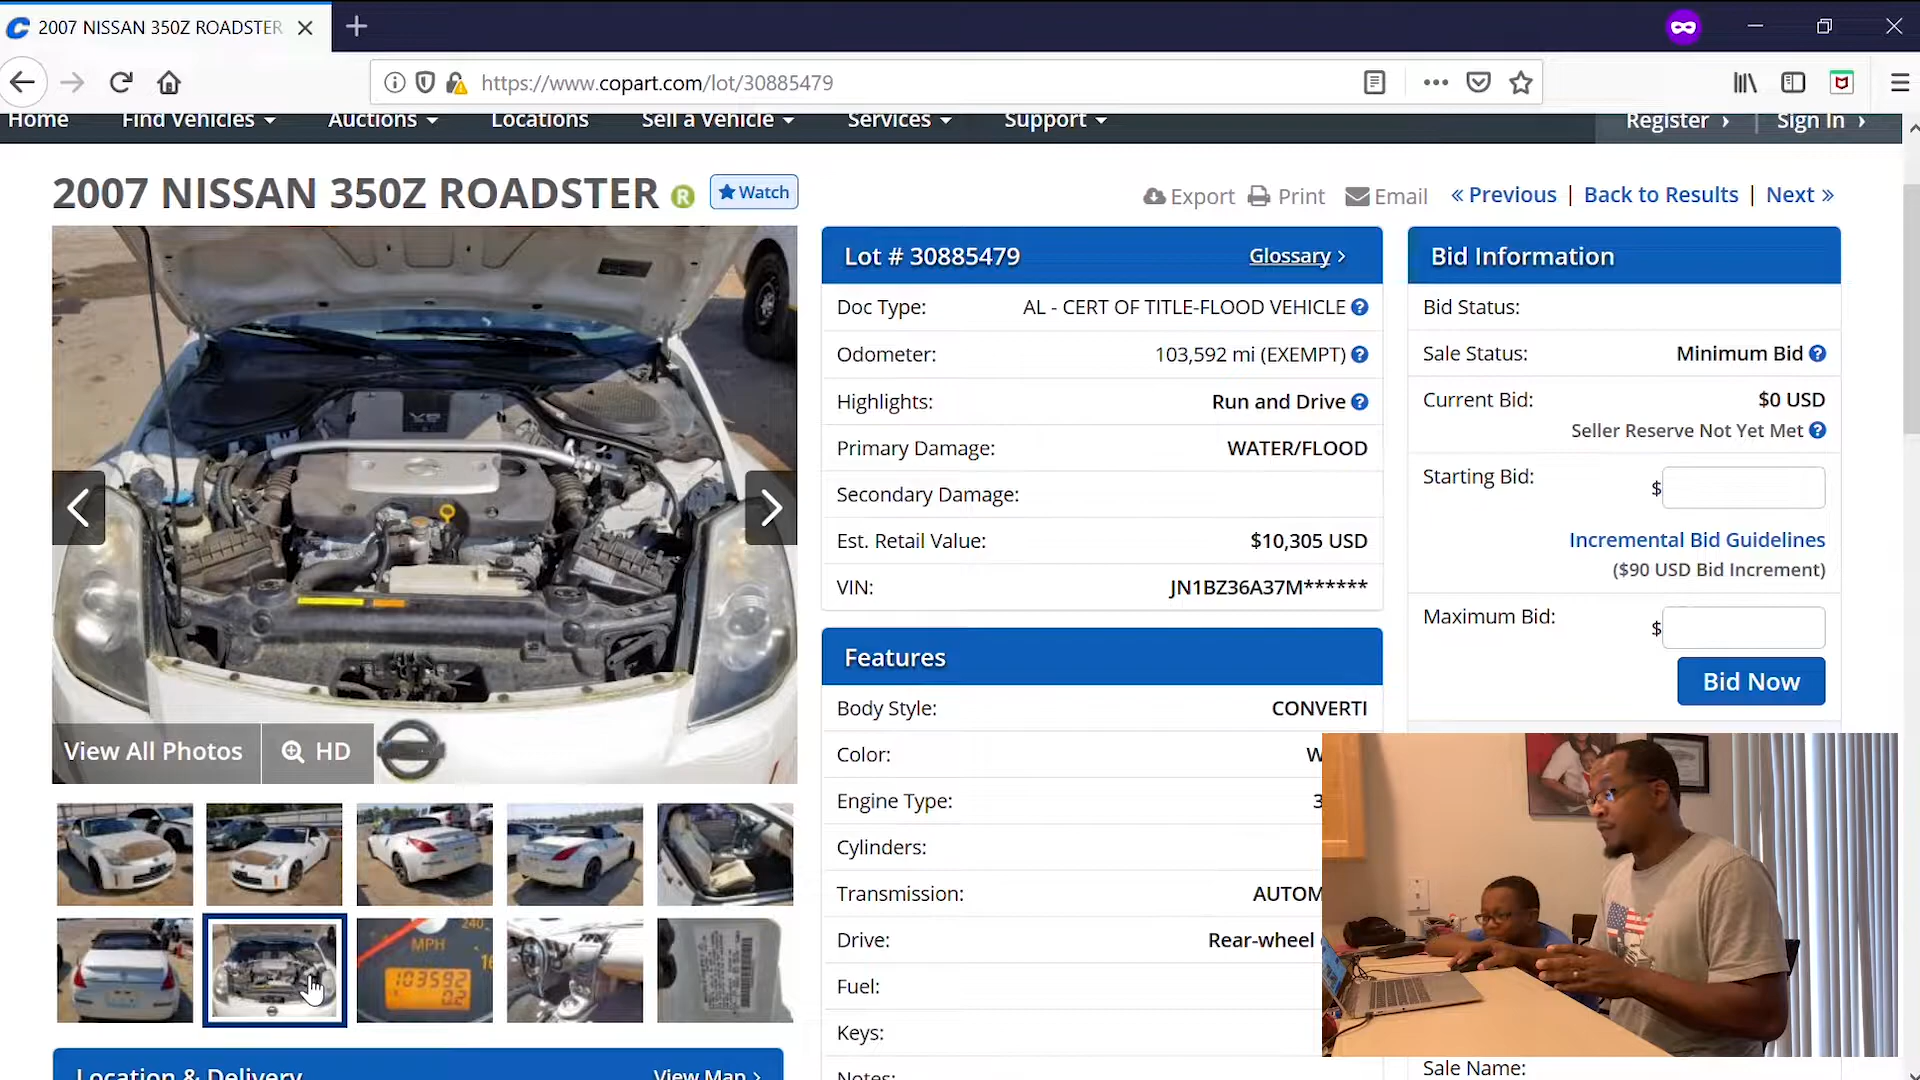 2007 NISSAN 350Z ROADSTER
https://www.copart.com/lot/30885479
Home Find Vehicles Auctions Locations Sell a Vehicle Services Support Register › Sign In ›
2007 NISSAN 350Z ROADSTER R Watch
Export Print Email « Previous | Back to Results | Next »
View All Photos HD
MPH
240
16
103592
0.2
Location & Delivery View Map ›
Lot # 30885479 Glossary ›
Doc Type: AL - CERT OF TITLE-FLOOD VEHICLE ?
Odometer: 103,592 mi (EXEMPT) ?
Highlights: Run and Drive ?
Primary Damage: WATER/FLOOD
Secondary Damage:
Est. Retail Value: $10,305 USD
VIN: JN1BZ36A37M******
Features
Body Style: CONVERTI
Color: W
Engine Type: 3
Cylinders:
Transmission: AUTOM
Drive: Rear-wheel
Fuel:
Keys:
Notes:
Bid Information
Bid Status:
Sale Status: Minimum Bid ?
Current Bid: $0 USD
Seller Reserve Not Yet Met ?
Starting Bid: $
Incremental Bid Guidelines
($90 USD Bid Increment)
Maximum Bid: $
Bid Now
Sale Name: